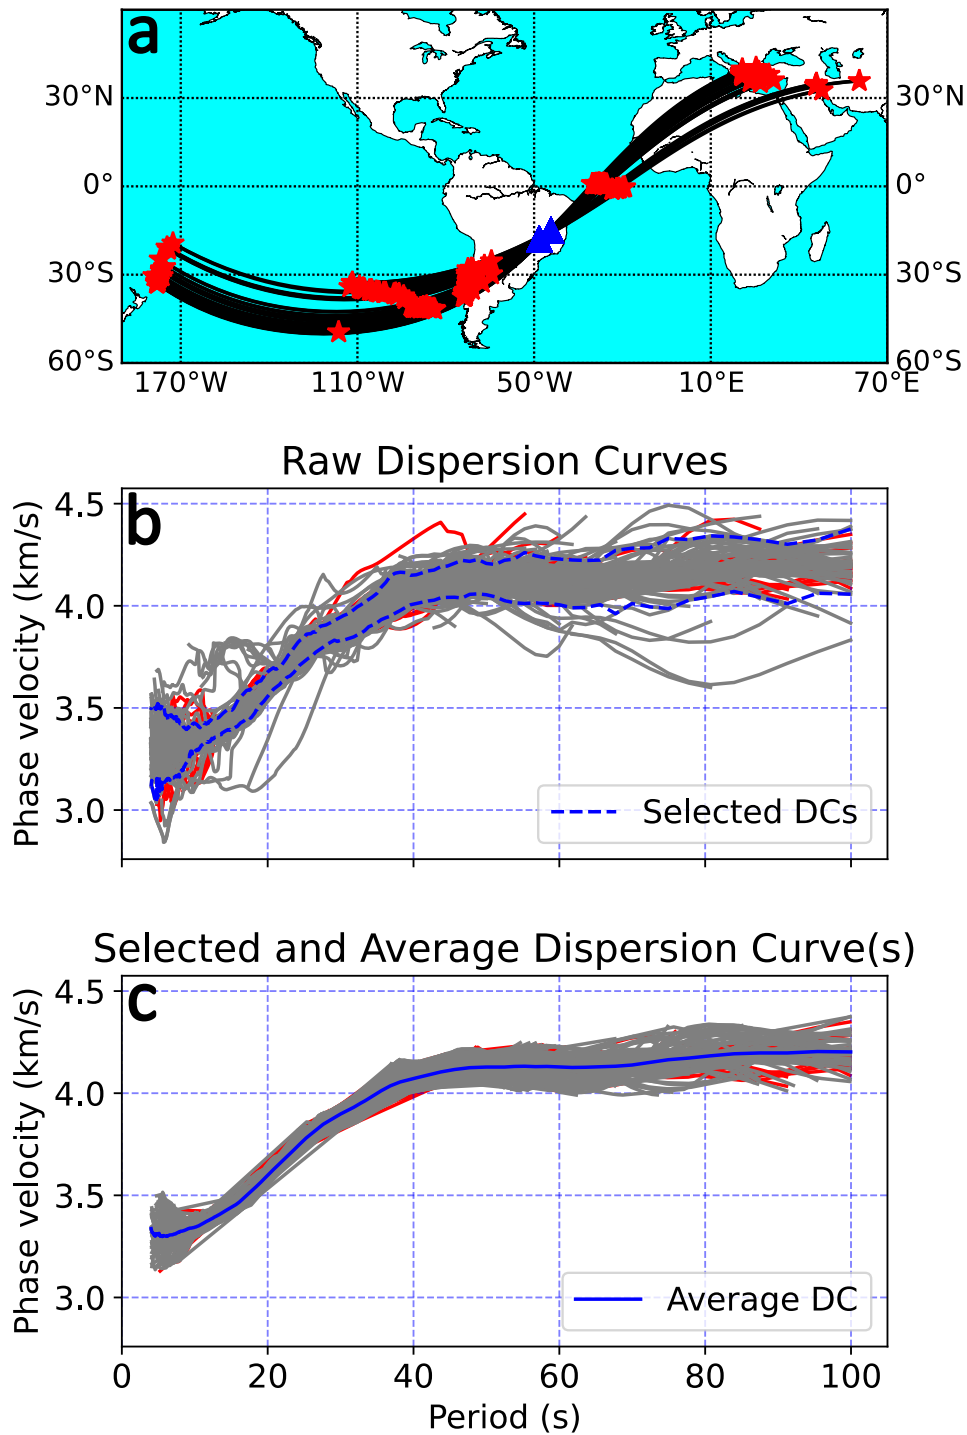 a
30°N 30°N
0° 0°
30°S 30°S
60°S 60°S
170°W 110°W 50°W 10°E 70°E
Raw Dispersion Curves
b
4.5
4.0
3.5
3.0
Phase velocity (km/s)
Selected DCs
Selected and Average Dispersion Curve(s)
c
4.5
4.0
3.5
3.0
Phase velocity (km/s)
Average DC
0 20 40 60 80 100
Period (s)